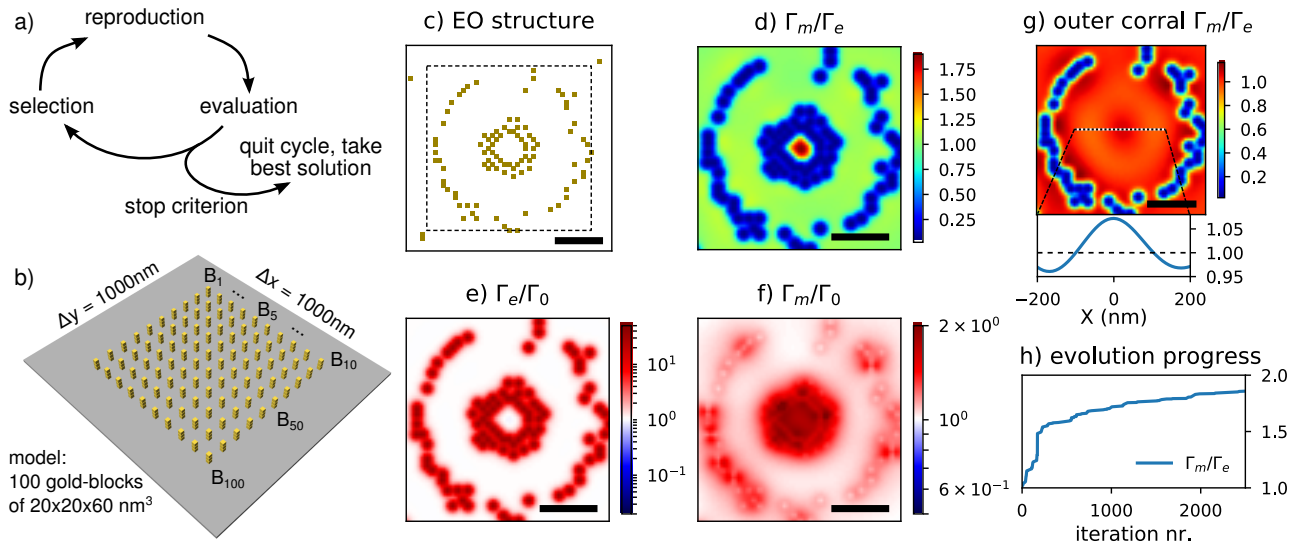 a)
reproduction
selection
evaluation
quit cycle, take
best solution
stop criterion
b)
Δy = 1000nm
Δx = 1000nm
B₁
...
B₅
...
B₁₀
B₅₀
B₁₀₀
model:
100 gold-blocks
of 20x20x60 nm³
c) EO structure
d) Γₘ/Γₑ
1.75
1.50
1.25
1.00
0.75
0.50
0.25
e) Γₑ/Γ₀
10¹
10⁰
10⁻¹
f) Γₘ/Γ₀
2 × 10⁰
10⁰
6 × 10⁻¹
g) outer corral Γₘ/Γₑ
1.0
0.8
0.6
0.4
0.2
1.05
1.00
0.95
−200
0
200
X (nm)
h) evolution progress
2.0
1.5
1.0
Γₘ/Γₑ
0
1000
2000
iteration nr.